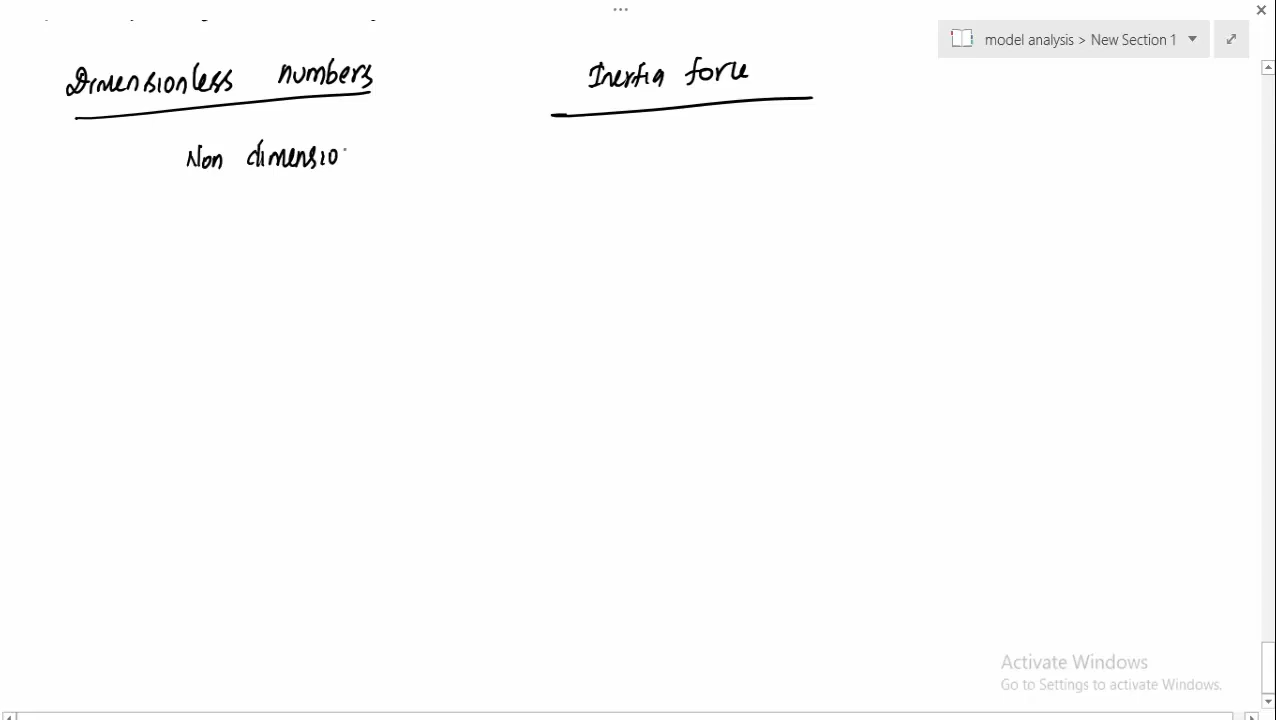 model analysis > New Section 1
Dimensionless numbers
Inertia force
Non dimensio
Activate Windows
Go to Settings to activate Windows.